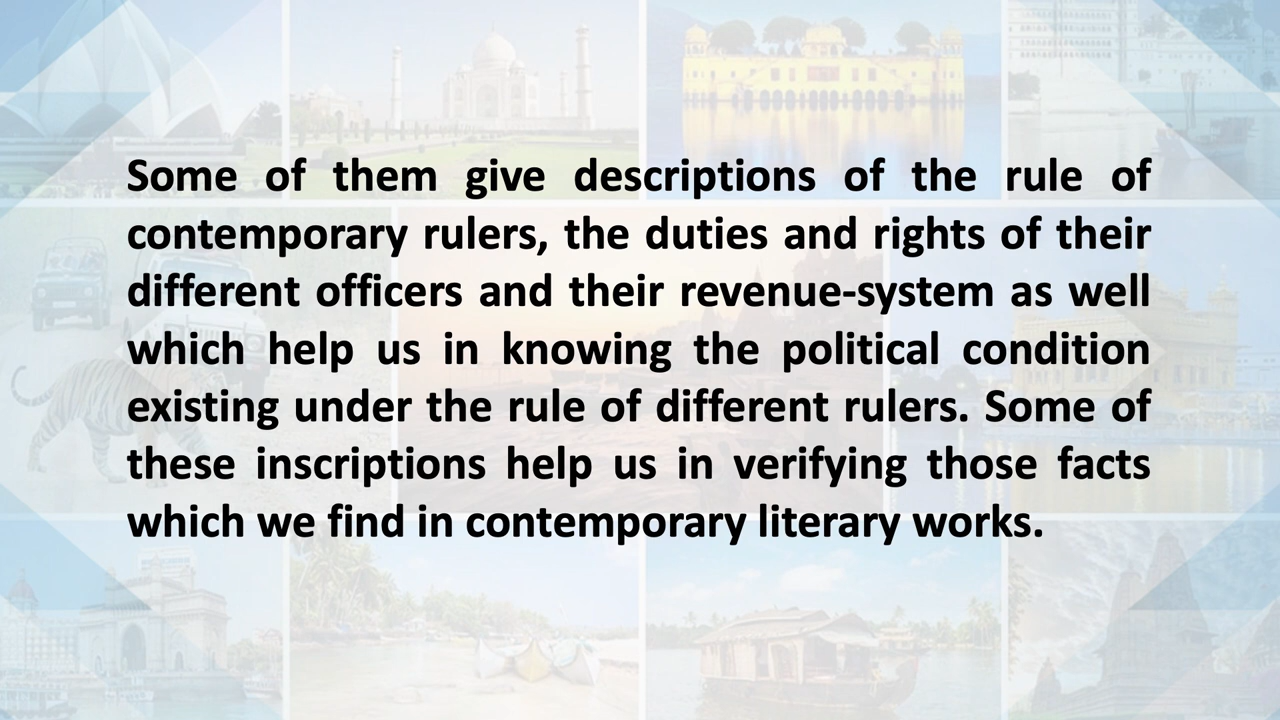 Some of them give descriptions of the rule of
contemporary rulers, the duties and rights of their
different officers and their revenue-system as well
which help us in knowing the political condition
existing under the rule of different rulers. Some of
these inscriptions help us in verifying those facts
which we find in contemporary literary works.